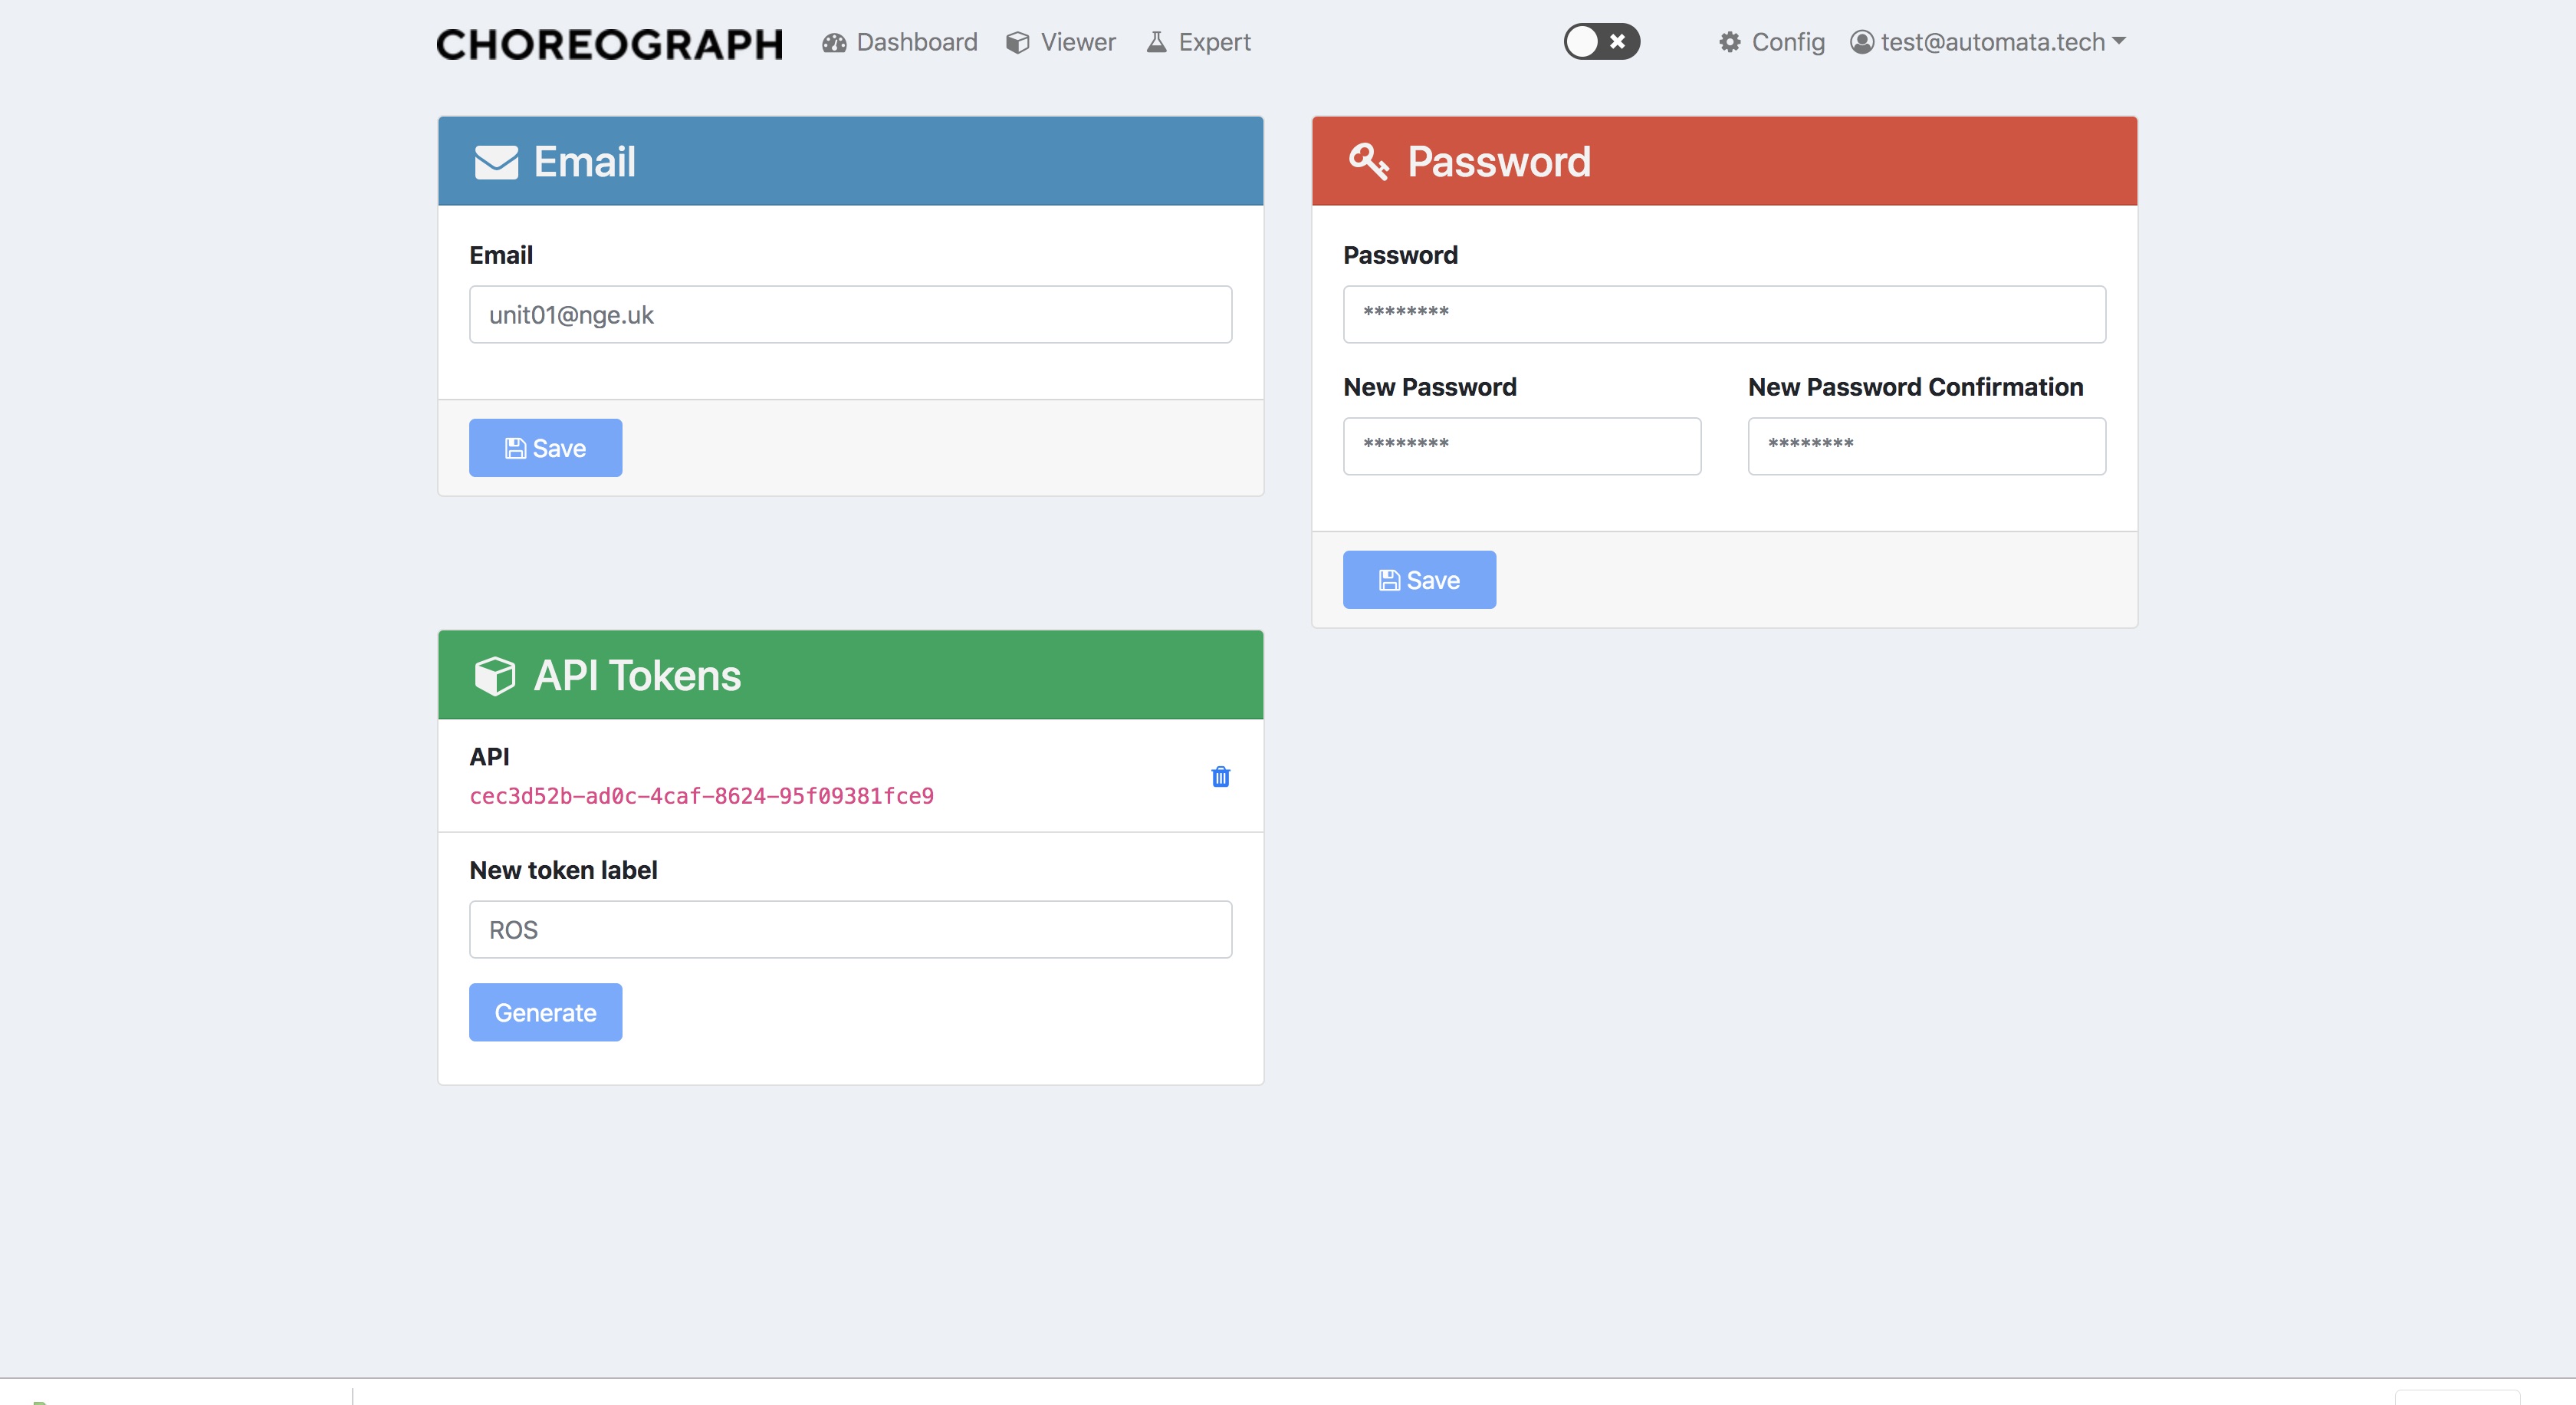 CHOREOGRAPH Dashboard Viewer Expert Config test@automata.tech
Email
Email
unit01@nge.uk
Save
Password
Password
********
New Password New Password Confirmation
******** ********
Save
API Tokens
API
cec3d52b-ad0c-4caf-8624-95f09381fce9
New token label
ROS
Generate